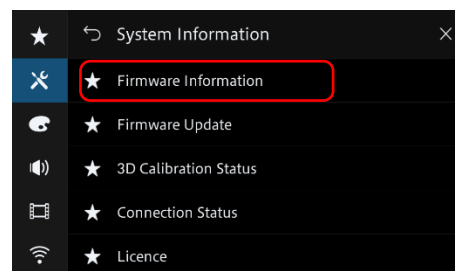 System Information
Firmware Information
Firmware Update
3D Calibration Status
Connection Status
Licence